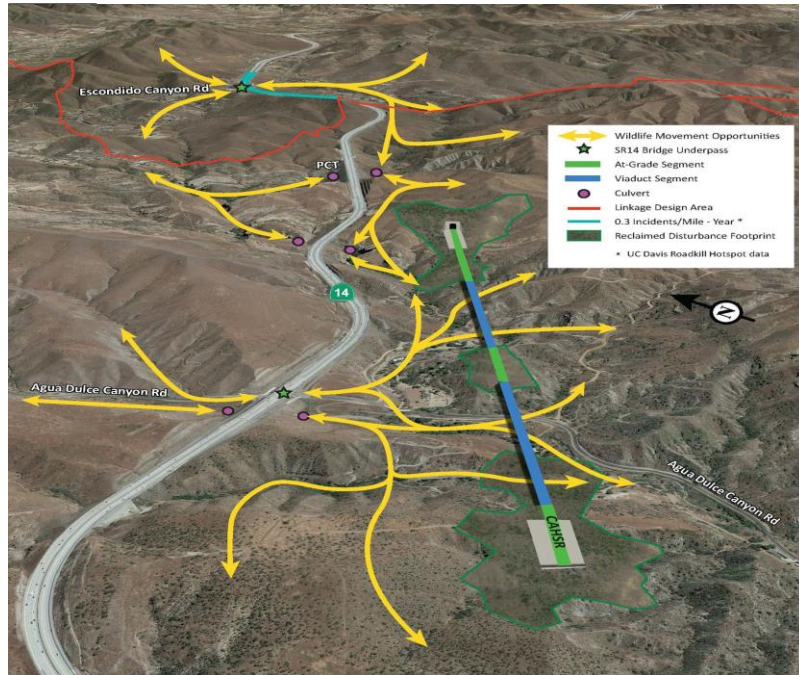 Escondido Canyon Rd
PCT
Wildlife Movement Opportunities
SR14 Bridge Underpass
At-Grade Segment
Viaduct Segment
Culvert
Linkage Design Area
0.3 Incidents/Mile - Year *
Reclaimed Disturbance Footprint
* UC Davis Roadkill Hotspot data
N
14
Agua Dulce Canyon Rd
Agua Dulce Canyon Rd
CAHSR